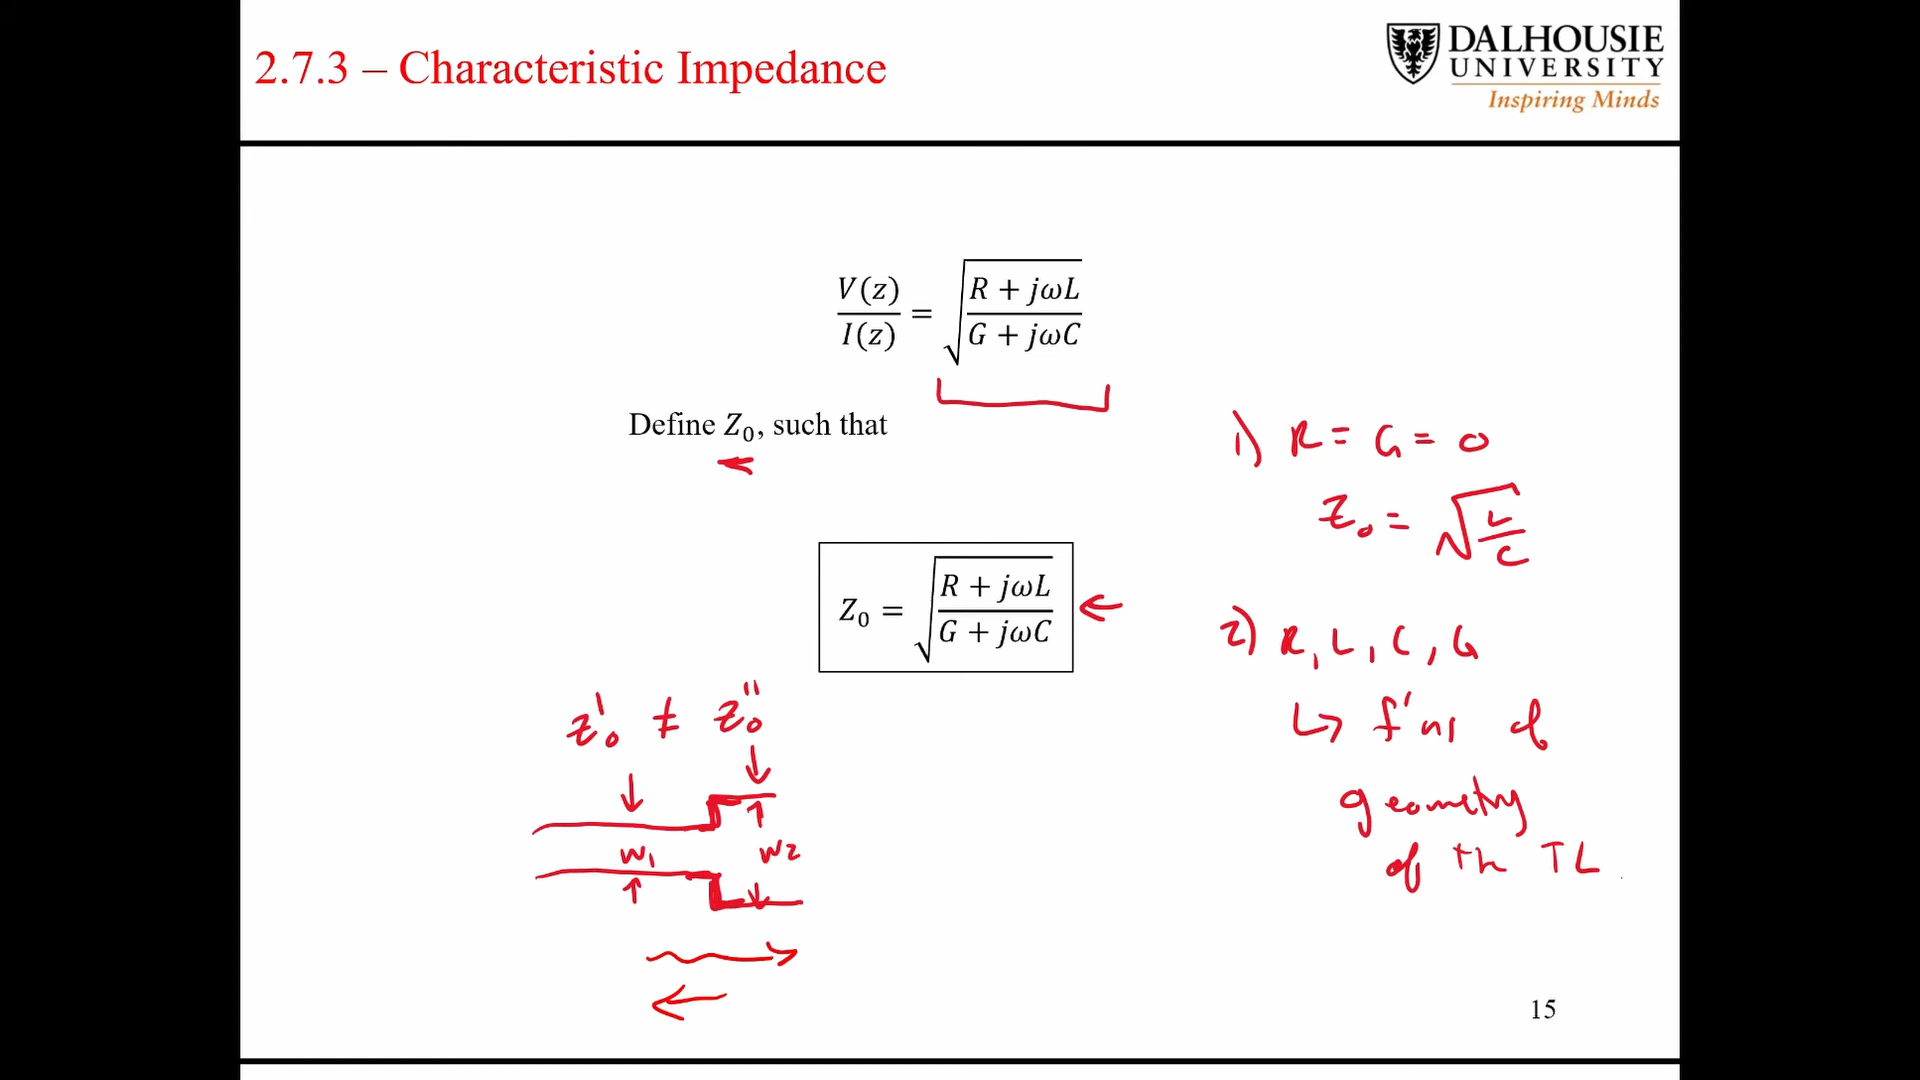 2.7.3 – Characteristic Impedance
DALHOUSIE
UNIVERSITY
Inspiring Minds
V(z)/I(z) = √((R + jωL)/(G + jωC))
Define Z₀, such that
Z₀ = √((R + jωL)/(G + jωC))
1) R = G = 0
Z₀ = √(L/C)
2) R, L, C, G
↳ f'ns of
geometry
of the TL
Z₀' ≠ Z₀''
W₁
W₂
15